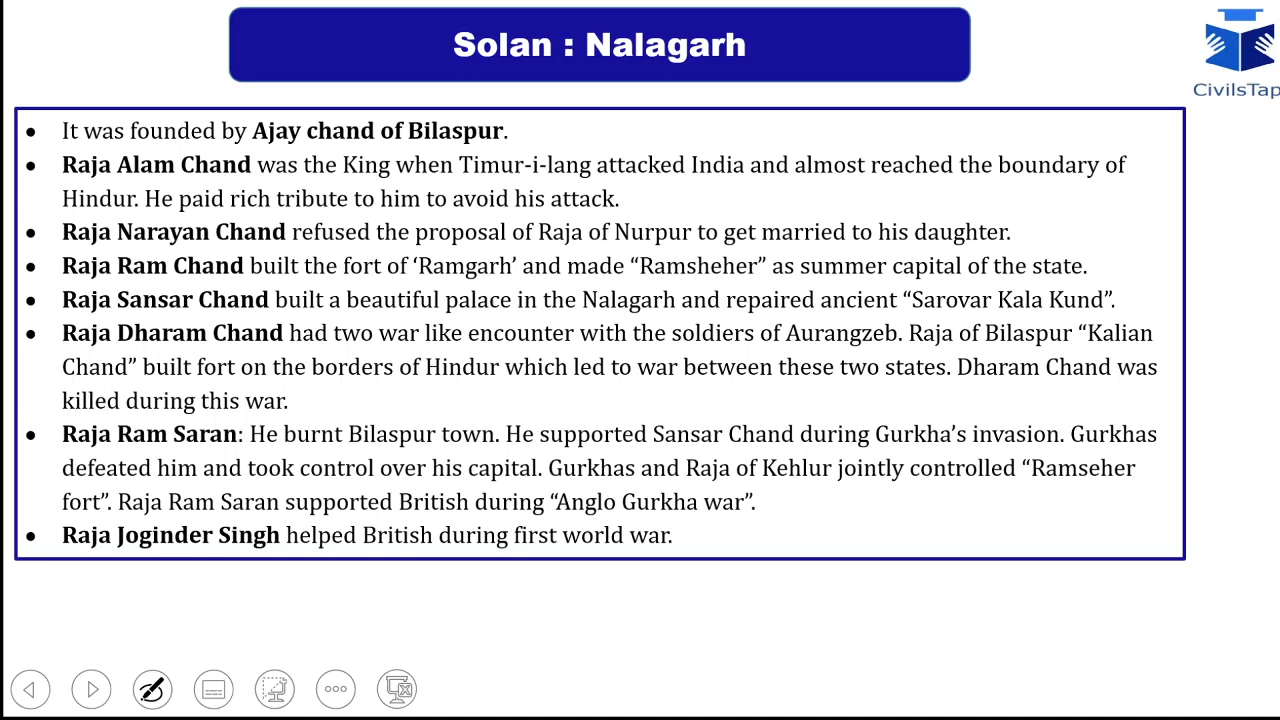 Solan : Nalagarh
CivilsTap
• It was founded by Ajay chand of Bilaspur.
• Raja Alam Chand was the King when Timur-i-lang attacked India and almost reached the boundary of
Hindur. He paid rich tribute to him to avoid his attack.
• Raja Narayan Chand refused the proposal of Raja of Nurpur to get married to his daughter.
• Raja Ram Chand built the fort of ‘Ramgarh’ and made “Ramsheher” as summer capital of the state.
• Raja Sansar Chand built a beautiful palace in the Nalagarh and repaired ancient “Sarovar Kala Kund”.
• Raja Dharam Chand had two war like encounter with the soldiers of Aurangzeb. Raja of Bilaspur “Kalian
Chand” built fort on the borders of Hindur which led to war between these two states. Dharam Chand was
killed during this war.
• Raja Ram Saran: He burnt Bilaspur town. He supported Sansar Chand during Gurkha’s invasion. Gurkhas
defeated him and took control over his capital. Gurkhas and Raja of Kehlur jointly controlled “Ramseher
fort”. Raja Ram Saran supported British during “Anglo Gurkha war”.
• Raja Joginder Singh helped British during first world war.